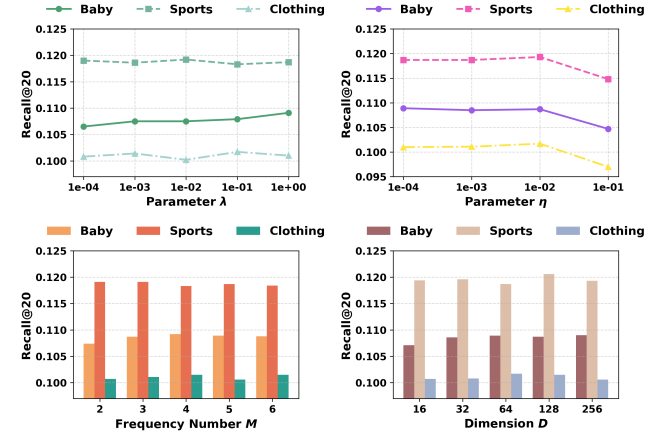 Baby Sports Clothing
0.125
0.120
0.115
0.110
0.105
0.100
Recall@20
1e-04 1e-03 1e-02 1e-01 1e+00
Parameter λ
Baby Sports Clothing
0.125
0.120
0.115
0.110
0.105
0.100
0.095
Recall@20
1e-04 1e-03 1e-02 1e-01
Parameter η
Baby Sports Clothing
0.125
0.120
0.115
0.110
0.105
0.100
Recall@20
2 3 4 5 6
Frequency Number M
Baby Sports Clothing
0.125
0.120
0.115
0.110
0.105
0.100
Recall@20
16 32 64 128 256
Dimension D